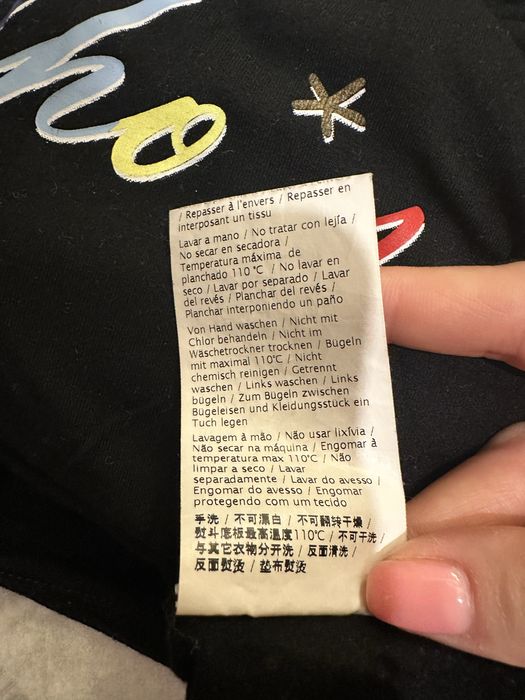 / Repasser à l'envers / Repasser en
interposant un tissu
Lavar a mano / No tratar con lejía /
No secar en secadora /
Temperatura máxima de
planchado 110 °C / No lavar en
seco / Lavar por separado / Lavar
del revés / Planchar del revés /
Planchar interponiendo un paño
Von Hand waschen / Nicht mit
Chlor behandeln / Nicht im
Wäschetrockner trocknen / Bügeln
mit maximal 110°C / Nicht
chemisch reinigen / Getrennt
waschen / Links waschen / Links
bügeln / Zum Bügeln zwischen
Bügeleisen und Kleidungsstück ein
Tuch legen
Lavagem à mão / Não usar lixívia /
Não secar na máquina / Engomar à
temperatura max 110°C / Não
limpar a seco / Lavar
separadamente / Lavar do avesso /
Engomar do avesso / Engomar
protegendo com um tecido
手洗 / 不可漂白 / 不可翻转干燥 /
熨斗底板最高温度110°C / 不可干洗 /
与其它衣物分开洗 / 反面清洗 /
反面熨烫 / 垫布熨烫